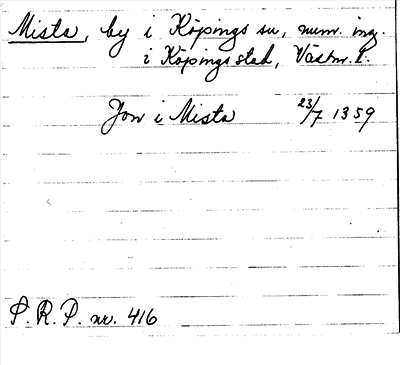 Mista, by i Köpings sn, num. ing.
i Köpings stad, Västm. l.
Jon i Mista 23/7 1359
S. R. P. nr. 416